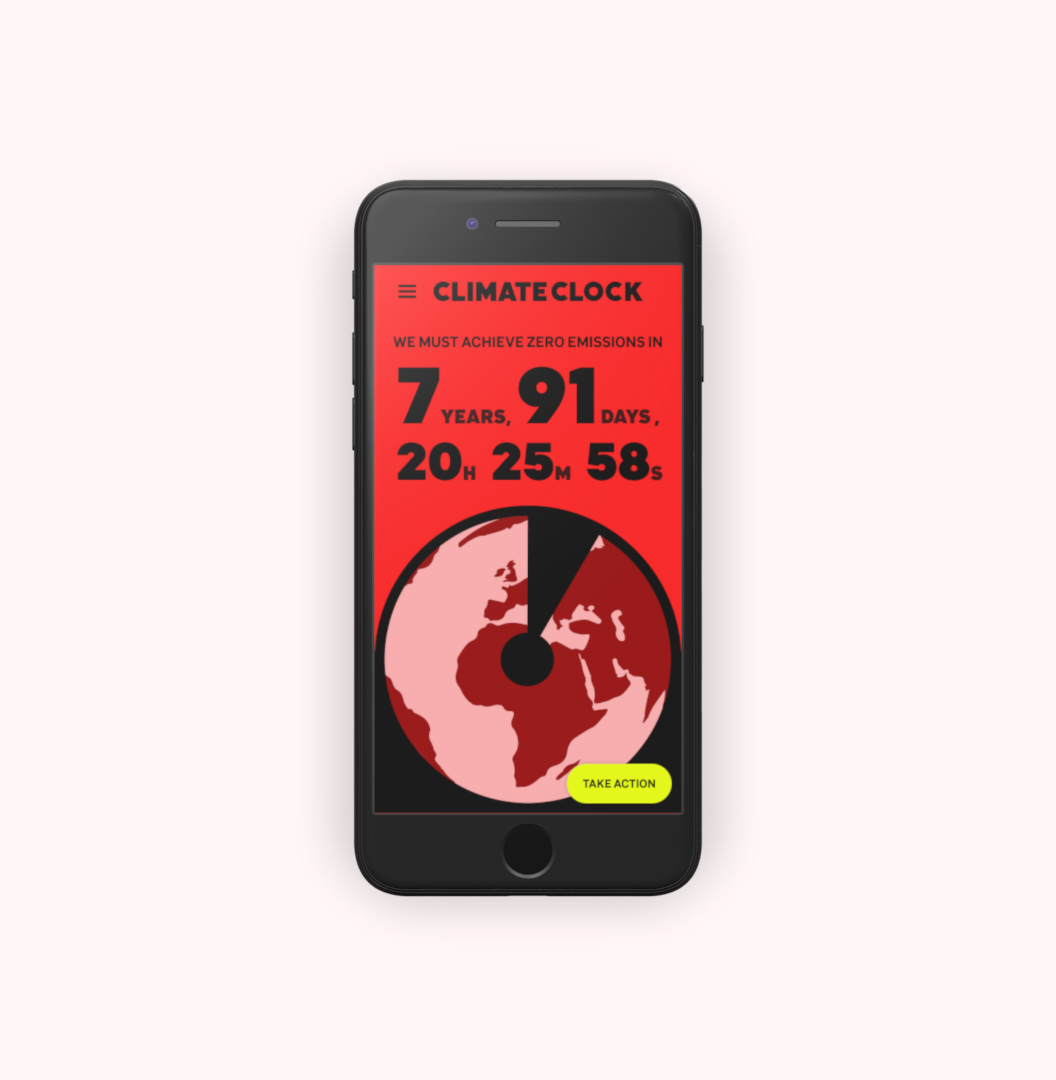 CLIMATE CLOCK
WE MUST ACHIEVE ZERO EMISSIONS IN
7 YEARS, 91 DAYS,
20H 25M 58S
TAKE ACTION